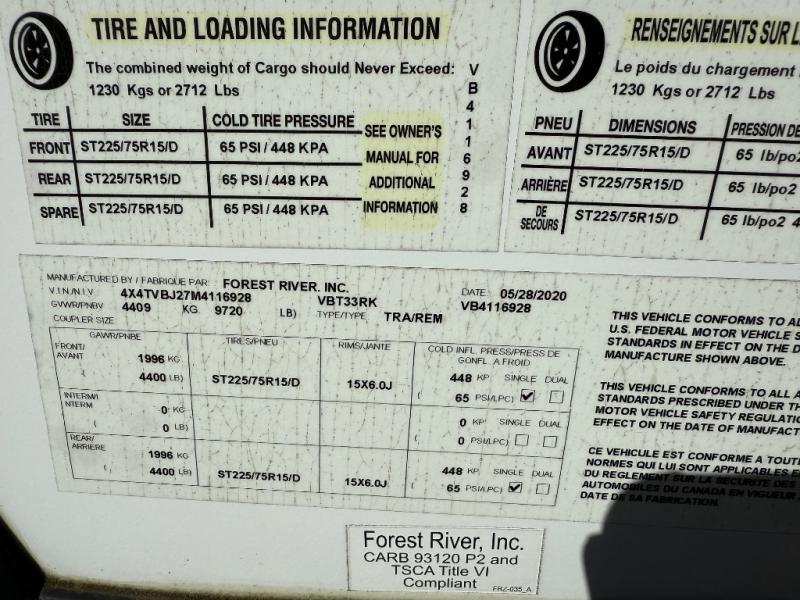 TIRE AND LOADING INFORMATION
The combined weight of Cargo should Never Exceed:
1230 Kgs or 2712 Lbs
TIRE SIZE COLD TIRE PRESSURE
FRONT ST225/75R15/D 65 PSI / 448 KPA
REAR ST225/75R15/D 65 PSI / 448 KPA
SPARE ST225/75R15/D 65 PSI / 448 KPA
SEE OWNER'S
MANUAL FOR
ADDITIONAL
INFORMATION
VB4116928
RENSEIGNEMENTS SUR L
Le poids du chargement
1230 Kgs or 2712 Lbs
PNEU DIMENSIONS PRESSION DE
AVANT ST225/75R15/D 65 lb/po2
ARRIÈRE ST225/75R15/D 65 lb/po2
DE SECOURS ST225/75R15/D 65 lb/po2 4
MANUFACTURED BY / FABRIQUE PAR: FOREST RIVER, INC. DATE: 05/28/2020
V.I.N./N.I.V 4X4TVBJ27M4116928 VBT33RK VB4116928
GVWR/PNBV 4409 KG 9720 LB) TYPE/TYPE: TRA/REM
COUPLER SIZE
GAWR/PNBE TIRES/PNEU RIMS/JANTE COLD INFL. PRESS/PRESS DE
GONFL A FROID
FRONT/
AVANT 1996 KG 448 KP SINGLE DUAL
( 4400 LB) ST225/75R15/D 15X6.0J ( 65 PSI/LPC)
INTERM/I
NTERM 0 KG 0 KP SINGLE DUAL
( 0 LB) ( 0 PSI/LPC)
REAR/
ARRIERE 1996 KG 448 KP SINGLE DUAL
( 4400 LB) ST225/75R15/D 15X6.0J 65 PSI/LPC)
THIS VEHICLE CONFORMS TO AL
U.S. FEDERAL MOTOR VEHICLE S
STANDARDS IN EFFECT ON THE D
MANUFACTURE SHOWN ABOVE.
THIS VEHICLE CONFORMS TO ALL A
STANDARDS PRESCRIBED UNDER TH
MOTOR VEHICLE SAFETY REGULATIO
EFFECT ON THE DATE OF MANUFACT
CE VEHICULE EST CONFORME A TOUTE
NORMES QUI LUI SONT APPLICABLES E
DU REGLEMENT SUR LA SECURITE DES
AUTOMOBILES DU CANADA EN VIGUEUR
DATE DE SA FABRICATION.
Forest River, Inc.
CARB 93120 P2 and
TSCA Title VI
Compliant
FRZ-035_A